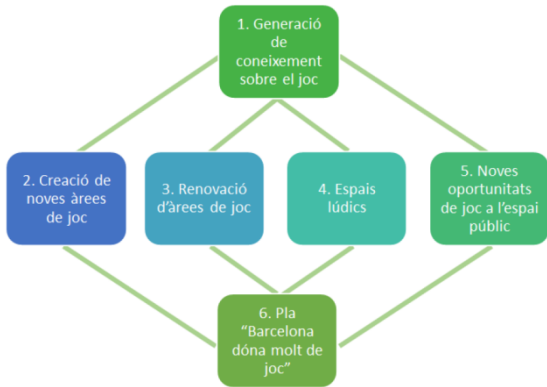 1. Generació
de
coneixement
sobre el joc
2. Creació de
noves àrees
de joc
3. Renovació
d'àrees de joc
4. Espais
lúdics
5. Noves
oportunitats
de joc a l'espai
públic
6. Pla
“Barcelona
dóna molt de
joc”